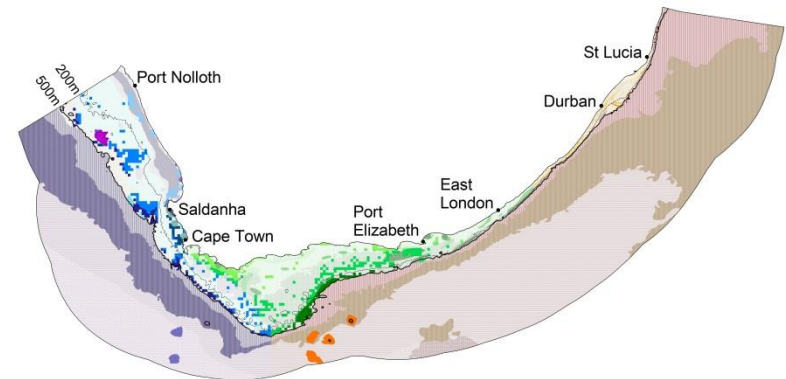 St Lucia
Port Nolloth
200m
500m
Durban
East
London
Saldanha
Port
Elizabeth
Cape Town